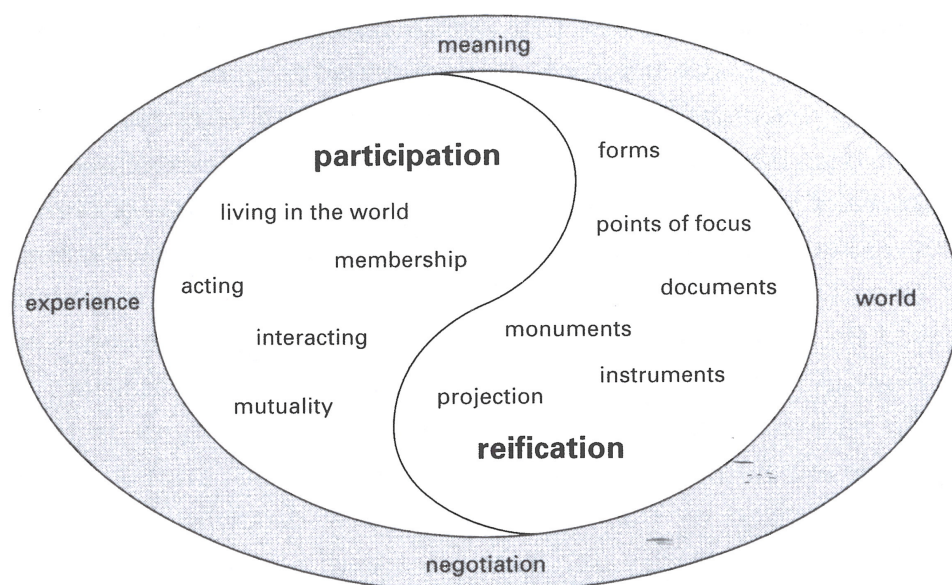 meaning
participation
forms
living in the world
points of focus
membership
acting
documents
experience
world
interacting
monuments
instruments
projection
mutuality
reification
negotiation